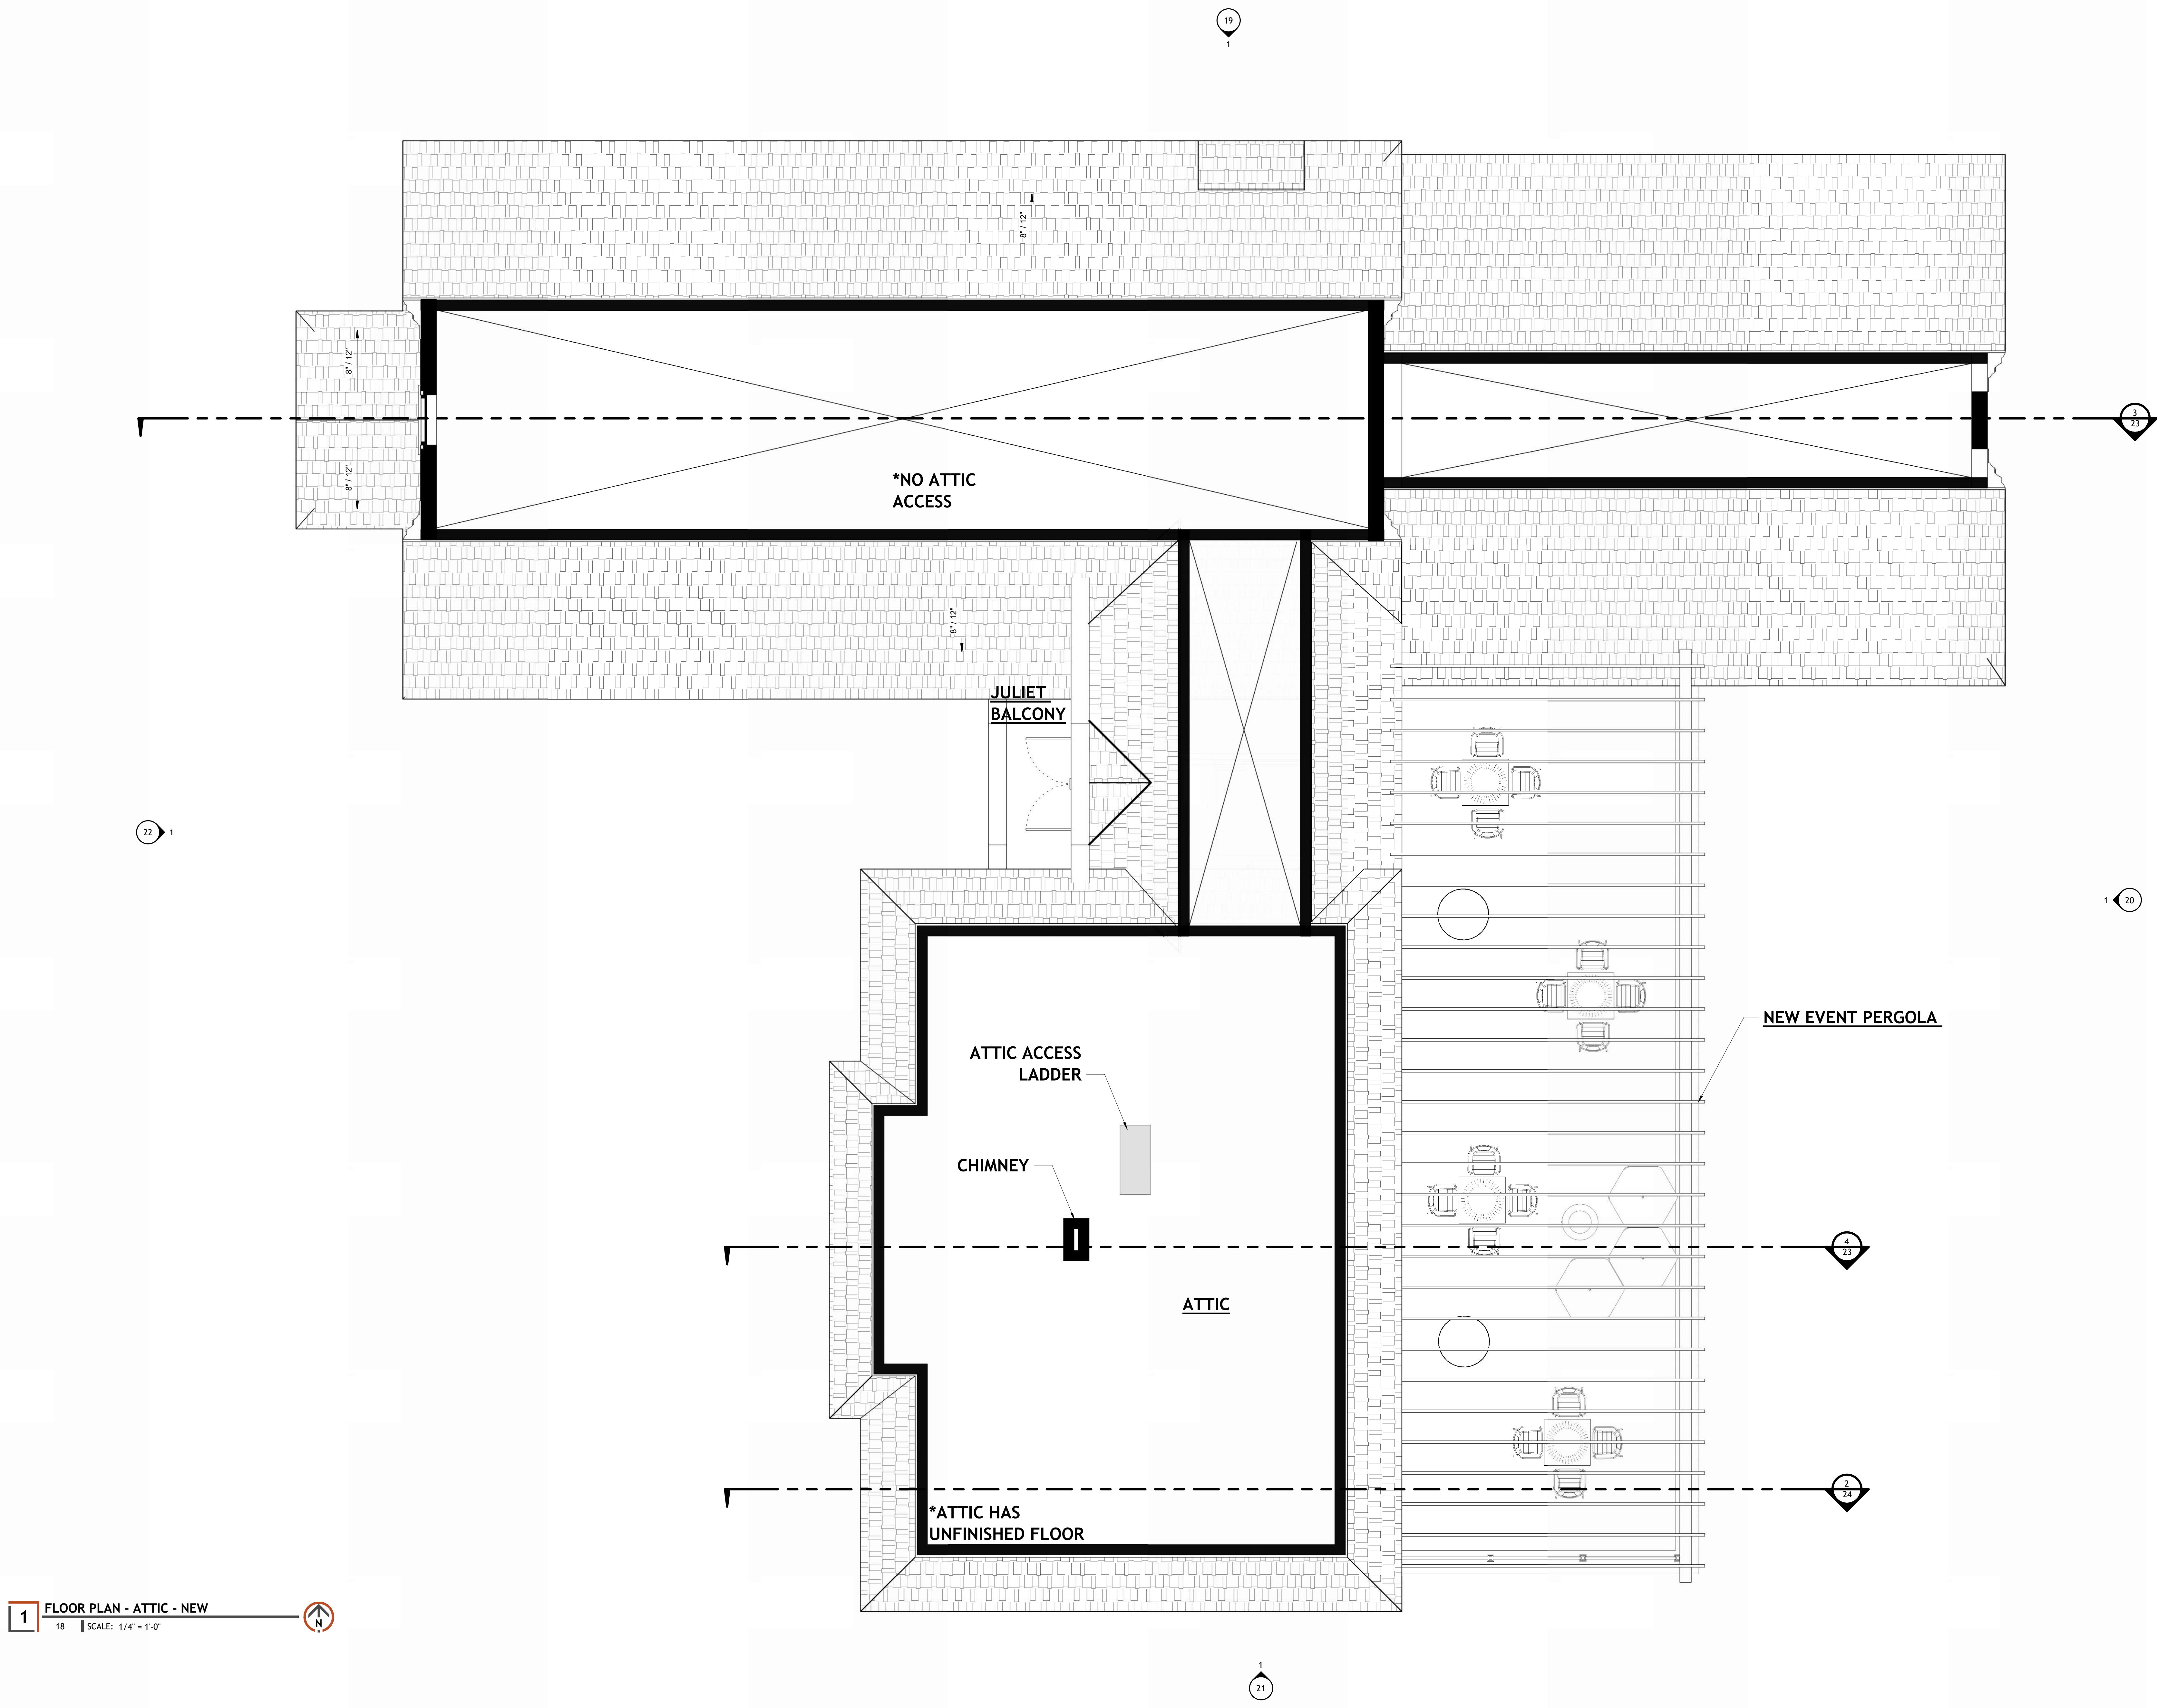 19
1
8" / 12"
8" / 12"
8" / 12"
3
23
*NO ATTIC
ACCESS
8" / 12"
JULIET
BALCONY
22 1
1 20
NEW EVENT PERGOLA
ATTIC ACCESS
LADDER
CHIMNEY
4
23
ATTIC
2
24
*ATTIC HAS
UNFINISHED FLOOR
1 FLOOR PLAN - ATTIC - NEW
18 SCALE: 1/4" = 1'-0"
N
1
21